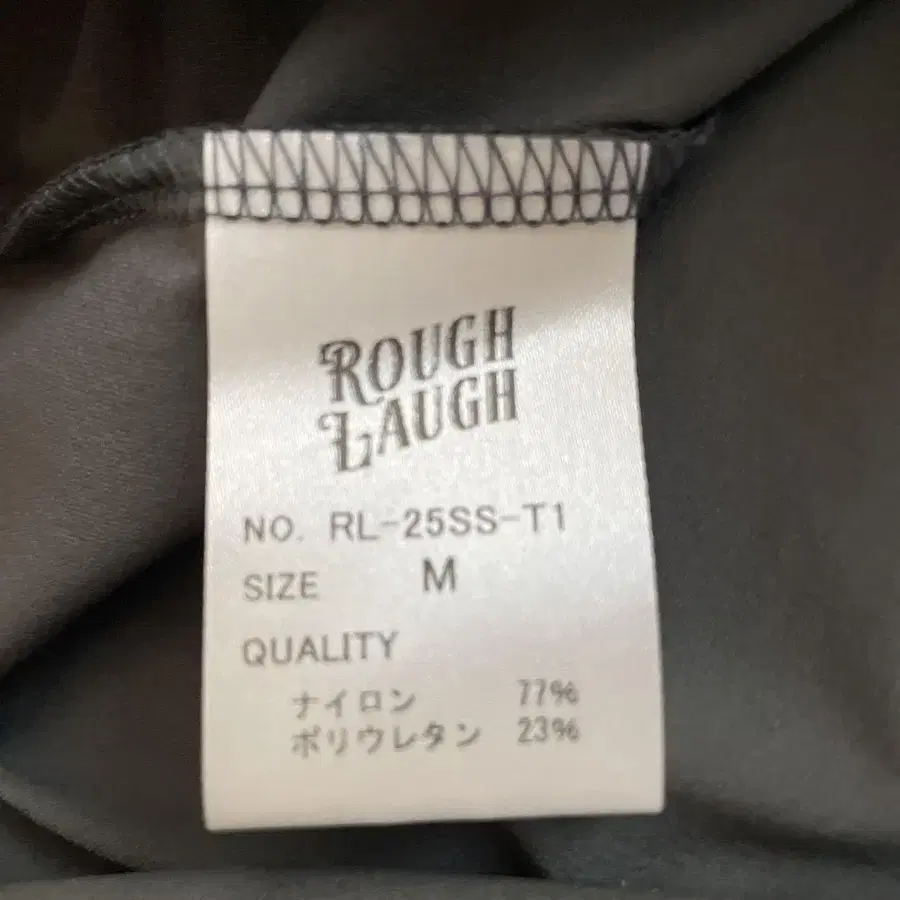 ROUGH
LAUGH
NO. RL-25SS-T1
SIZE M
QUALITY
ナイロン 77%
ポリウレタン 23%